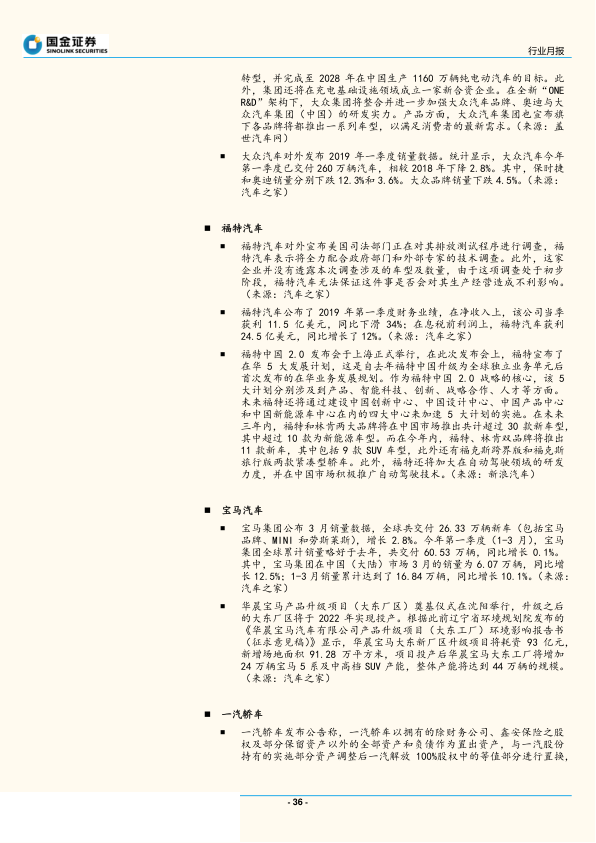 国金证券
SINOLINK SECURITIES
行业月报
转型，并完成至 2028 年在中国生产 1160 万辆纯电动汽车的目标。此
外，集团还将在充电基础设施领域成立一家新合资企业。在全新“ONE
R&D”架构下，大众集团将整合并进一步加强大众汽车品牌、奥迪与大
众汽车集团（中国）的研发实力。产品方面，大众汽车集团也宣布旗
下各品牌将都推出一系列车型，以满足消费者的最新需求。（来源：盖
世汽车网）
■ 大众汽车对外发布 2019 年一季度销量数据。统计显示，大众汽车今年
第一季度已交付 260 万辆汽车，相较 2018 年下降 2.8%。其中，保时捷
和奥迪销量分别下跌 12.3%和 3.6%。大众品牌销量下跌 4.5%。（来源：
汽车之家）
■ 福特汽车
■ 福特汽车对外宣布美国司法部门正在对其排放测试程序进行调查，福
特汽车表示将全力配合政府部门和外部专家的技术调查。此外，这家
企业并没有透露本次调查涉及的车型及数量，由于这项调查处于初步
阶段，福特汽车无法保证这件事是否会对其生产经营造成不利影响。
（来源：汽车之家）
■ 福特汽车公布了 2019 年第一季度财务业绩，在净收入上，该公司当季
获利 11.5 亿美元，同比下滑 34%；在息税前利润上，福特汽车获利
24.5 亿美元，同比增长了 12%。（来源：汽车之家）
■ 福特中国 2.0 发布会于上海正式举行，在此次发布会上，福特宣布了
在华 5 大发展计划，这是自去年福特中国升级为全球独立业务单元后
首次发布的在华业务发展规划。作为福特中国 2.0 战略的核心，该 5
大计划分别涉及到产品、智能科技、创新、战略合作、人才等方面。
未来福特还将通过建设中国创新中心、中国设计中心、中国产品中心
和中国新能源车中心在内的四大中心来加速 5 大计划的实施。在未来
三年内，福特和林肯两大品牌将在中国市场推出共计超过 30 款新车型，
其中超过 10 款为新能源车型。而在今年内，福特、林肯双品牌将推出
11 款新车，其中包括 9 款 SUV 车型，此外还有福克斯跨界版和福克斯
旅行版两款紧凑型轿车。此外，福特还将加大在自动驾驶领域的研发
力度，并在中国市场积极推广自动驾驶技术。（来源：新浪汽车）
■ 宝马汽车
■ 宝马集团公布 3 月销量数据，全球共交付 26.33 万辆新车（包括宝马
品牌、MINI 和劳斯莱斯），增长 2.8%。今年第一季度（1-3 月），宝马
集团全球累计销量略好于去年，共交付 60.53 万辆，同比增长 0.1%。
其中，宝马集团在中国（大陆）市场 3 月的销量为 6.07 万辆，同比增
长 12.5%；1-3 月销量累计达到了 16.84 万辆，同比增长 10.1%。（来源：
汽车之家）
■ 华晨宝马产品升级项目（大东厂区）奠基仪式在沈阳举行，升级之后
的大东厂区将于 2022 年实现投产。根据此前辽宁省环境规划院发布的
《华晨宝马汽车有限公司产品升级项目（大东工厂）环境影响报告书
（征求意见稿）》显示，华晨宝马大东新厂区升级项目将耗资 93 亿元，
新增场地面积 91.28 万平方米，项目投产后华晨宝马大东工厂将增加
24 万辆宝马 5 系及中高档 SUV 产能，整体产能将达到 44 万辆的规模。
（来源：汽车之家）
■ 一汽轿车
■ 一汽轿车发布公告称，一汽轿车以拥有的除财务公司、鑫安保险之股
权及部分保留资产以外的全部资产和负债作为置出资产，与一汽股份
持有的实施部分资产调整后一汽解放 100%股权中的等值部分进行置换，
- 36 -